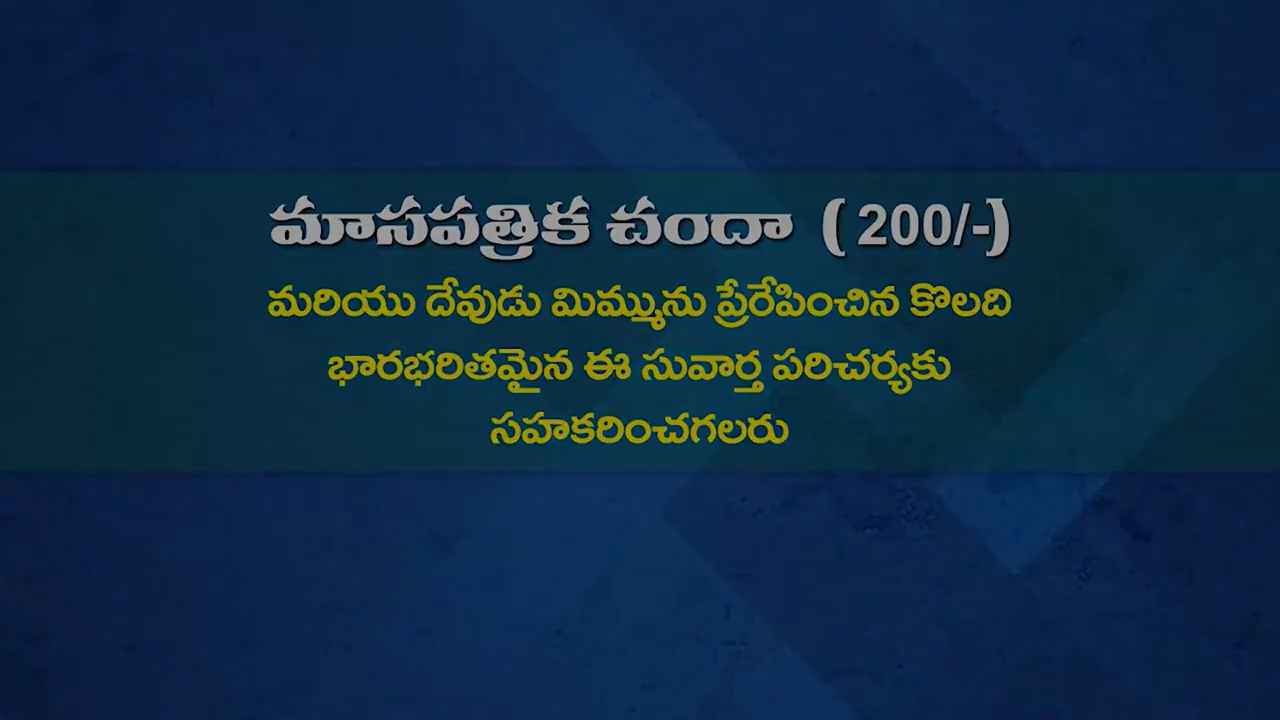 మాసపత్రిక చందా ( 200/-)
మరియు దేవుడు మిమ్మును ప్రేరేపించిన కొలది
భారభరితమైన ఈ సువార్త పరిచర్యకు
సహకరించగలరు